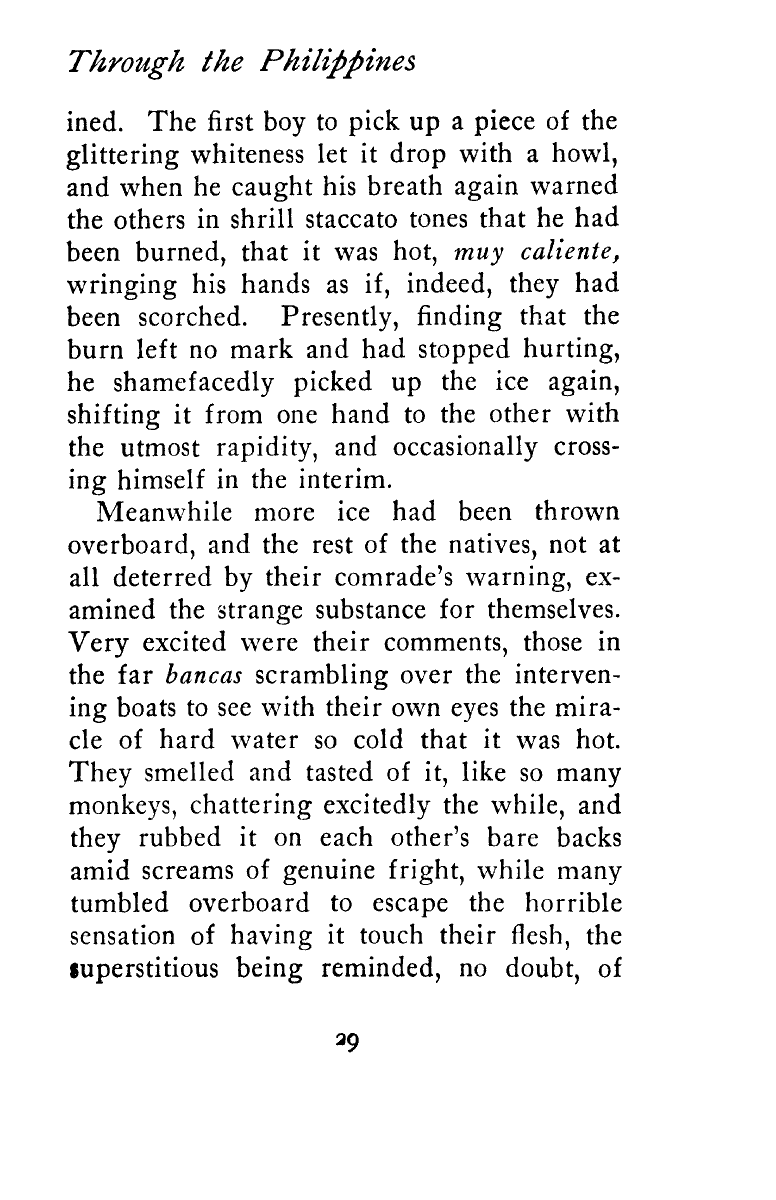 Through the Philippines
ined. The first boy to pick up a piece of the
glittering whiteness let it drop with a howl,
and when he caught his breath again warned
the others in shrill staccato tones that he had
been burned, that it was hot, muy caliente,
wringing his hands as if, indeed, they had
been scorched. Presently, finding that the
burn left no mark and had stopped hurting,
he shamefacedly picked up the ice again,
shifting it from one hand to the other with
the utmost rapidity, and occasionally cross-
ing himself in the interim.
Meanwhile more ice had been thrown
overboard, and the rest of the natives, not at
all deterred by their comrade's warning, ex-
amined the strange substance for themselves.
Very excited were their comments, those in
the far bancas scrambling over the interven-
ing boats to see with their own eyes the mira-
cle of hard water so cold that it was hot.
They smelled and tasted of it, like so many
monkeys, chattering excitedly the while, and
they rubbed it on each other's bare backs
amid screams of genuine fright, while many
tumbled overboard to escape the horrible
sensation of having it touch their flesh, the
superstitious being reminded, no doubt, of
29